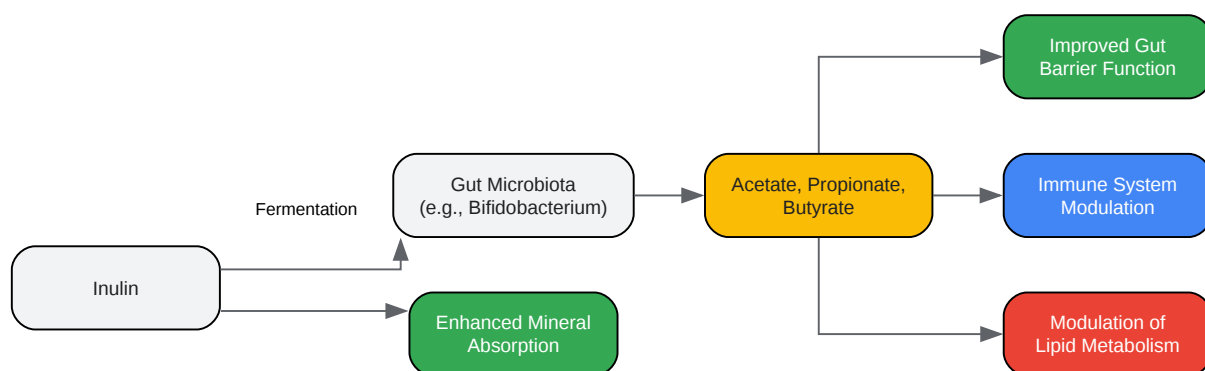 Improved Gut
Barrier Function
Gut Microbiota
(e.g., Bifidobacterium)
Acetate, Propionate,
Butyrate
Immune System
Modulation
Fermentation
Inulin
Enhanced Mineral
Absorption
Modulation of
Lipid Metabolism